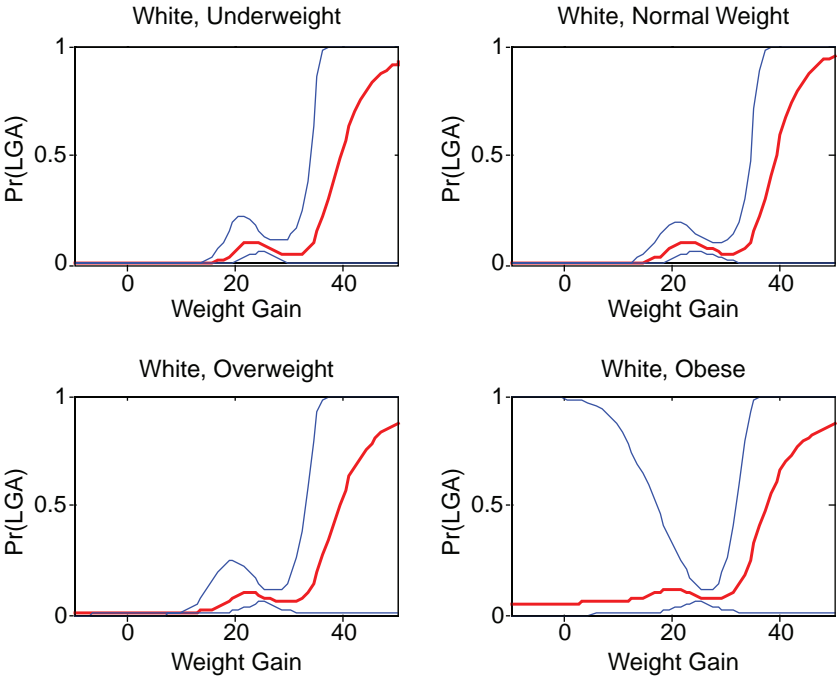 White, Underweight
White, Normal Weight
1
0.5
0
Pr(LGA)
0 20 40
Weight Gain
1
0.5
0
Pr(LGA)
0 20 40
Weight Gain
White, Overweight
White, Obese
1
0.5
0
Pr(LGA)
0 20 40
Weight Gain
1
0.5
0
Pr(LGA)
0 20 40
Weight Gain